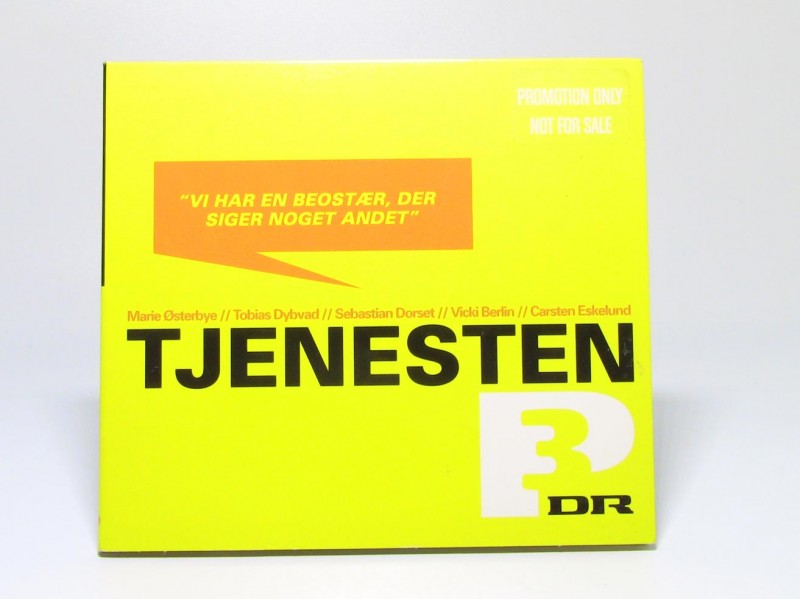 PROMOTION ONLY
NOT FOR SALE
"VI HAR EN BEOSTÆR, DER
SIGER NOGET ANDET"
Marie Østerbye // Tobias Dybvad // Sebastian Dorset // Vicki Berlin // Carsten Eskelund
TJENESTEN
P3
DR